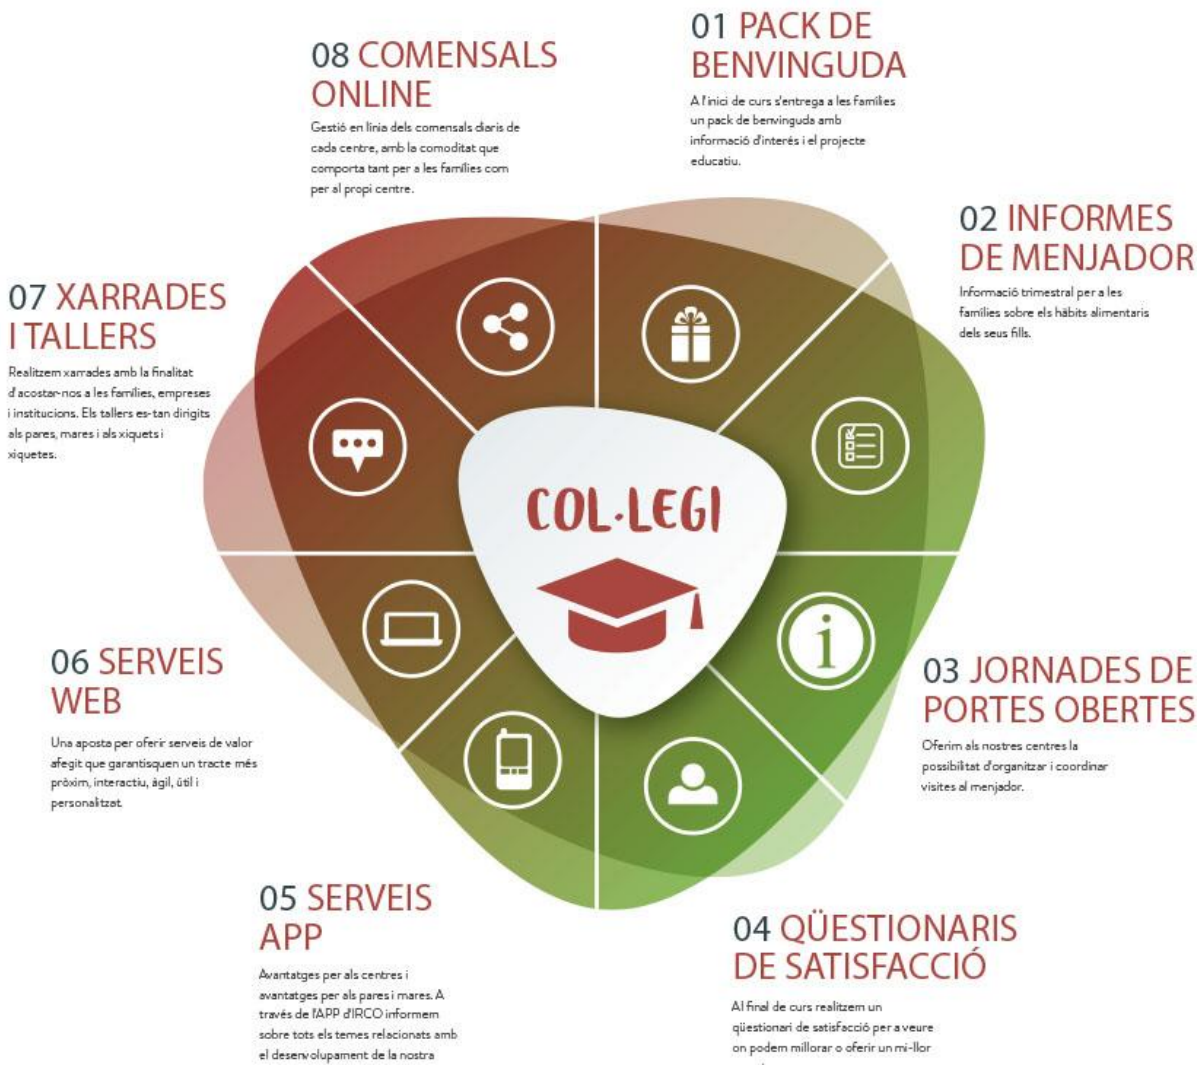 01 PACK DE
BENVINGUDA
A l'inici de curs s'entrega a les famílies
un pack de benvinguda amb
informació d'interés i el projecte
educatiu.
02 INFORMES
DE MENJADOR
Informació trimestral per a les
famílies sobre els hàbits alimentaris
dels seus fills.
03 JORNADES DE
PORTES OBERTES
Oferim als nostres centres la
possibilitat d'organitzar i coordinar
visites al menjador.
04 QÜESTIONARIS
DE SATISFACCIÓ
Al final de curs realitzem un
qüestionari de satisfacció per a veure
on podem millorar o oferir un mi-llor
05 SERVEIS
APP
Avantatges per als centres i
avantatges per als pares i mares. A
través de l'APP d'IRCO informem
sobre tots els temes relacionats amb
el desenvolupament de la nostra
06 SERVEIS
WEB
Una aposta per oferir serveis de valor
afegit que garantisquen un tracte més
pròxim, interactiu, àgil, útil i
personalitzat.
07 XARRADES
I TALLERS
Realitzem xarrades amb la finalitat
d'acostar-nos a les famílies, empreses
i institucions. Els tallers es-tan dirigits
als pares, mares i als xiquets i
xiquetes.
08 COMENSALS
ONLINE
Gestió en línia dels comensals diaris de
cada centre, amb la comoditat que
comporta tant per a les famílies com
per al propi centre.
COL·LEGI